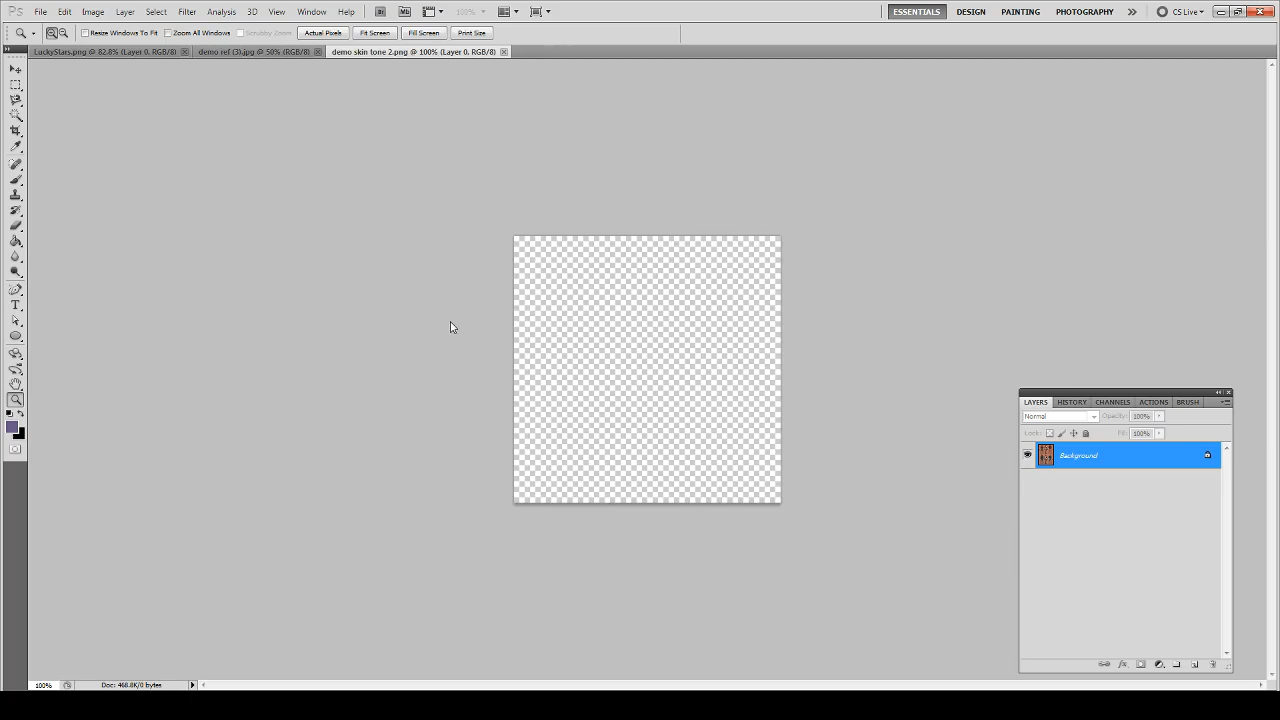 Ps File Edit Image Layer Select Filter Analysis 3D View Window Help Br Mb 100% ESSENTIALS DESIGN PAINTING PHOTOGRAPHY CS Live
Resize Windows To Fit Zoom All Windows Scrubby Zoom Actual Pixels Fit Screen Fill Screen Print Size
LuckyStars.png @ 82.8% (Layer 0, RGB/8) demo ref (3).jpg @ 50% (RGB/8) demo skin tone 2.png @ 100% (Layer 0, RGB/8)
LAYERS HISTORY CHANNELS ACTIONS BRUSH
Normal Opacity: 100%
Lock: Fill: 100%
Background
100% Doc: 468.8K/0 bytes